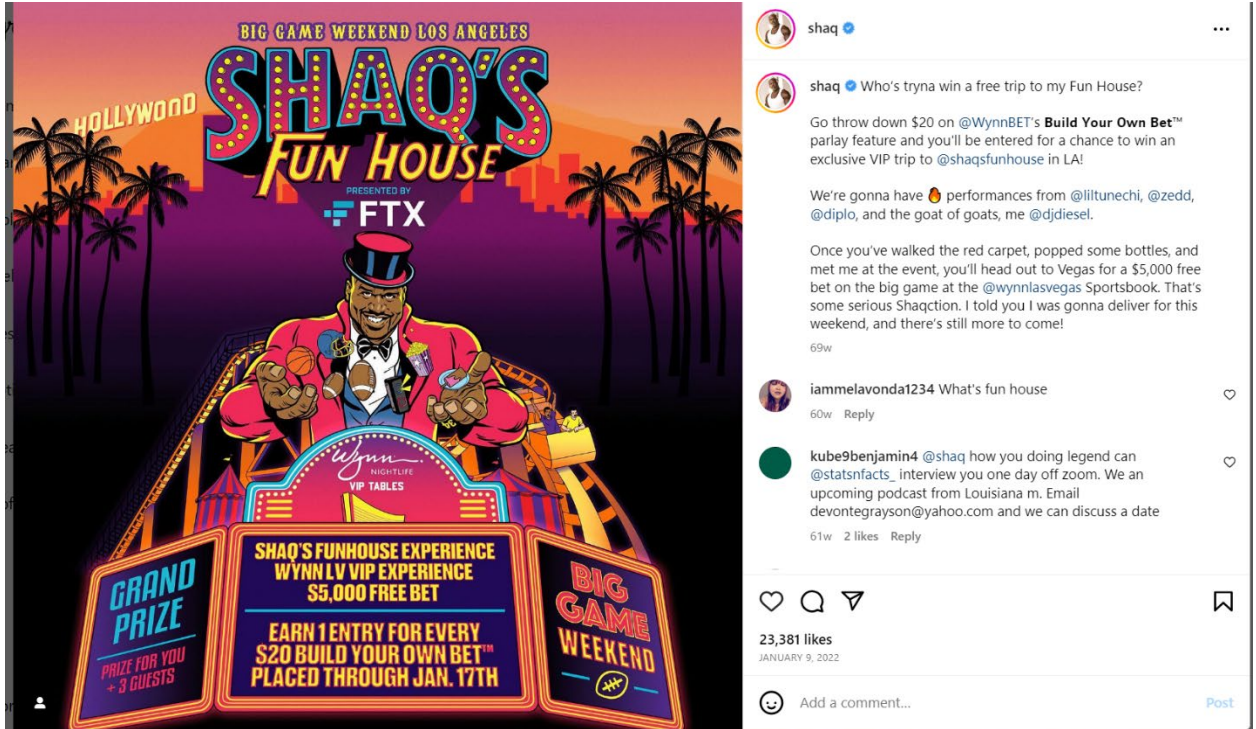 BIG GAME WEEKEND LOS ANGELES
SHAQ'S
FUN HOUSE
HOLLYWOOD
PRESENTED BY
FTX
Wynn
NIGHTLIFE
VIP TABLES
GRAND
PRIZE
PRIZE FOR YOU
+ 3 GUESTS
SHAQ'S FUNHOUSE EXPERIENCE
WYNN LV VIP EXPERIENCE
$5,000 FREE BET
EARN 1 ENTRY FOR EVERY
$20 BUILD YOUR OWN BET™
PLACED THROUGH JAN. 17TH
BIG
GAME
WEEKEND
shaq
shaq Who's tryna win a free trip to my Fun House?
Go throw down $20 on @WynnBET's Build Your Own Bet™
parlay feature and you'll be entered for a chance to win an
exclusive VIP trip to @shaqsfunhouse in LA!
We're gonna have 🔥 performances from @liltunechi, @zedd,
@diplo, and the goat of goats, me @djdiesel.
Once you've walked the red carpet, popped some bottles, and
met me at the event, you'll head out to Vegas for a $5,000 free
bet on the big game at the @wynnlasvegas Sportsbook. That's
some serious Shaqction. I told you I was gonna deliver for this
weekend, and there's still more to come!
69w
iammelavonda1234 What's fun house
60w Reply
kube9benjamin4 @shaq how you doing legend can
@statsnfacts_ interview you one day off zoom. We an
upcoming podcast from Louisiana m. Email
devontegrayson@yahoo.com and we can discuss a date
61w 2 likes Reply
23,381 likes
JANUARY 9, 2022
Add a comment...
Post